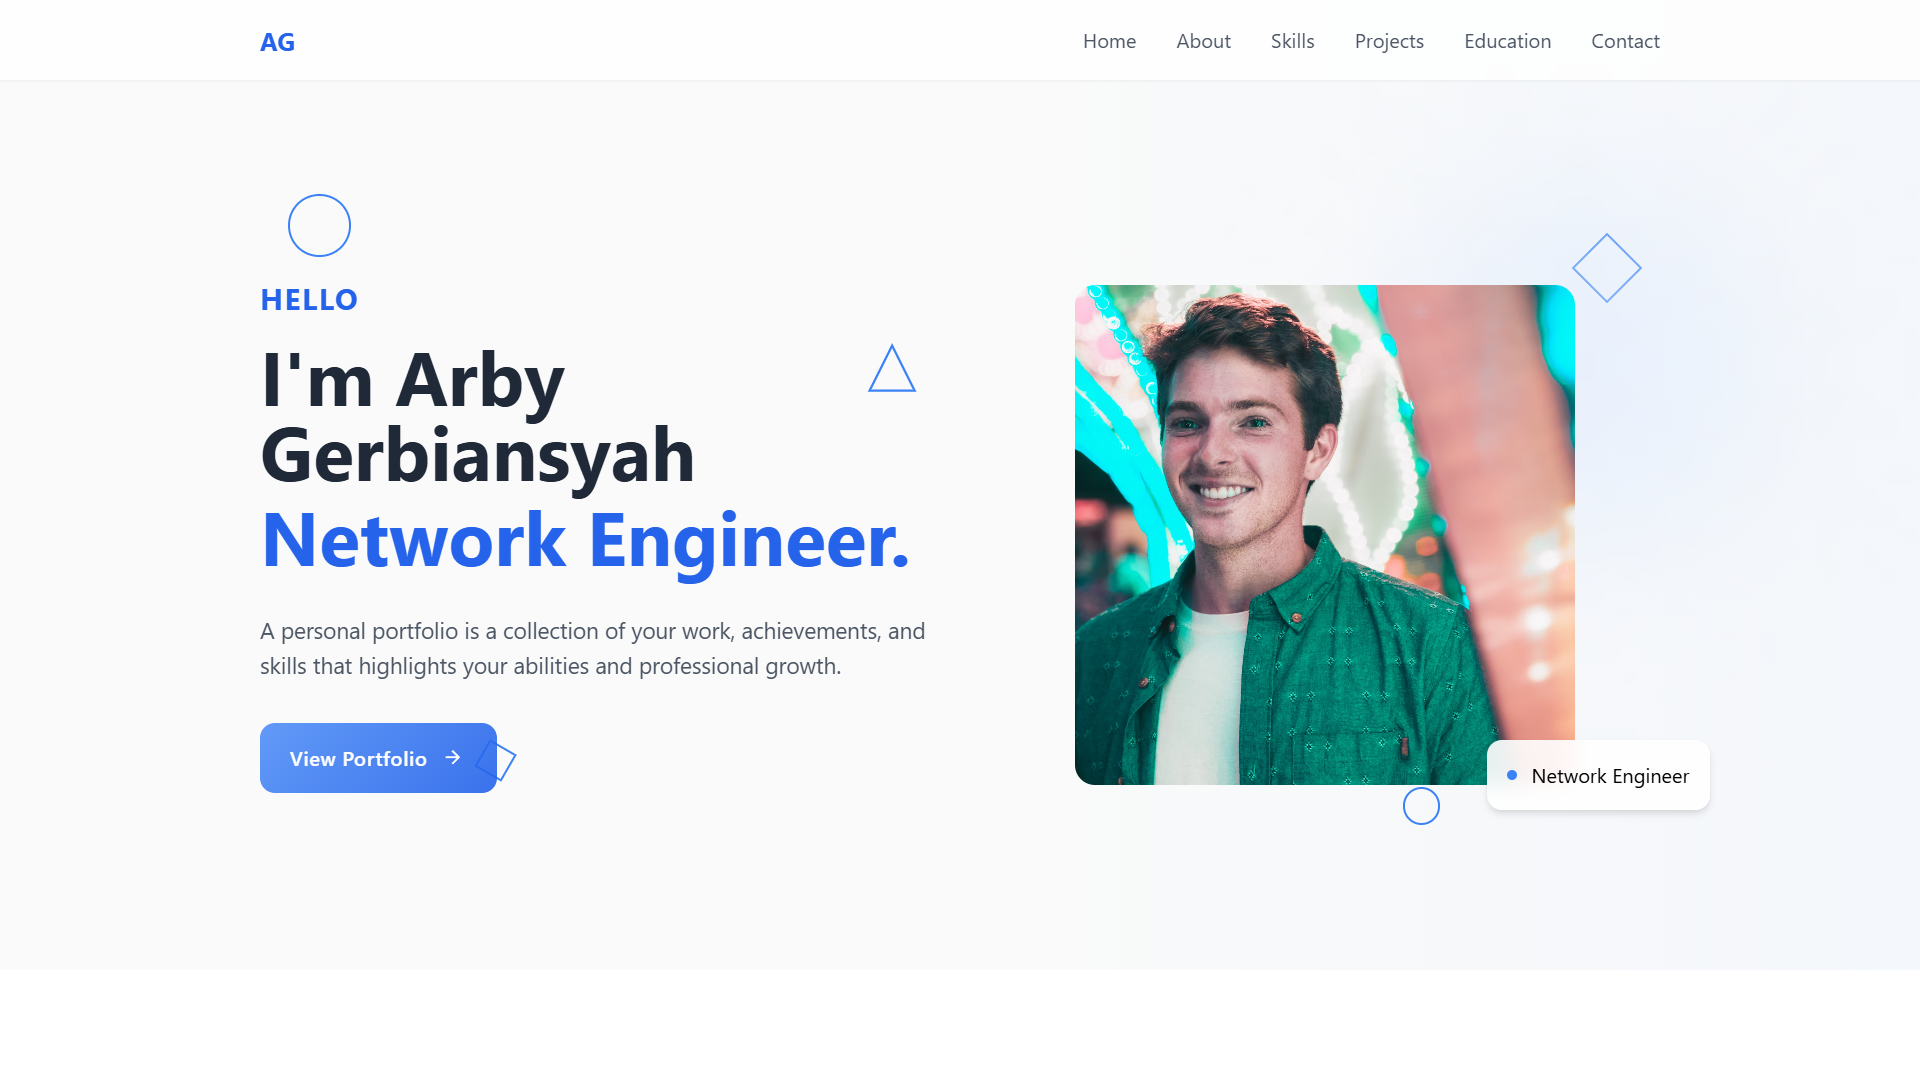 AG
Home
About
Skills
Projects
Education
Contact
HELLO
I'm Arby
Gerbiansyah
Network Engineer.
A personal portfolio is a collection of your work, achievements, and
skills that highlights your abilities and professional growth.
View Portfolio
Network Engineer